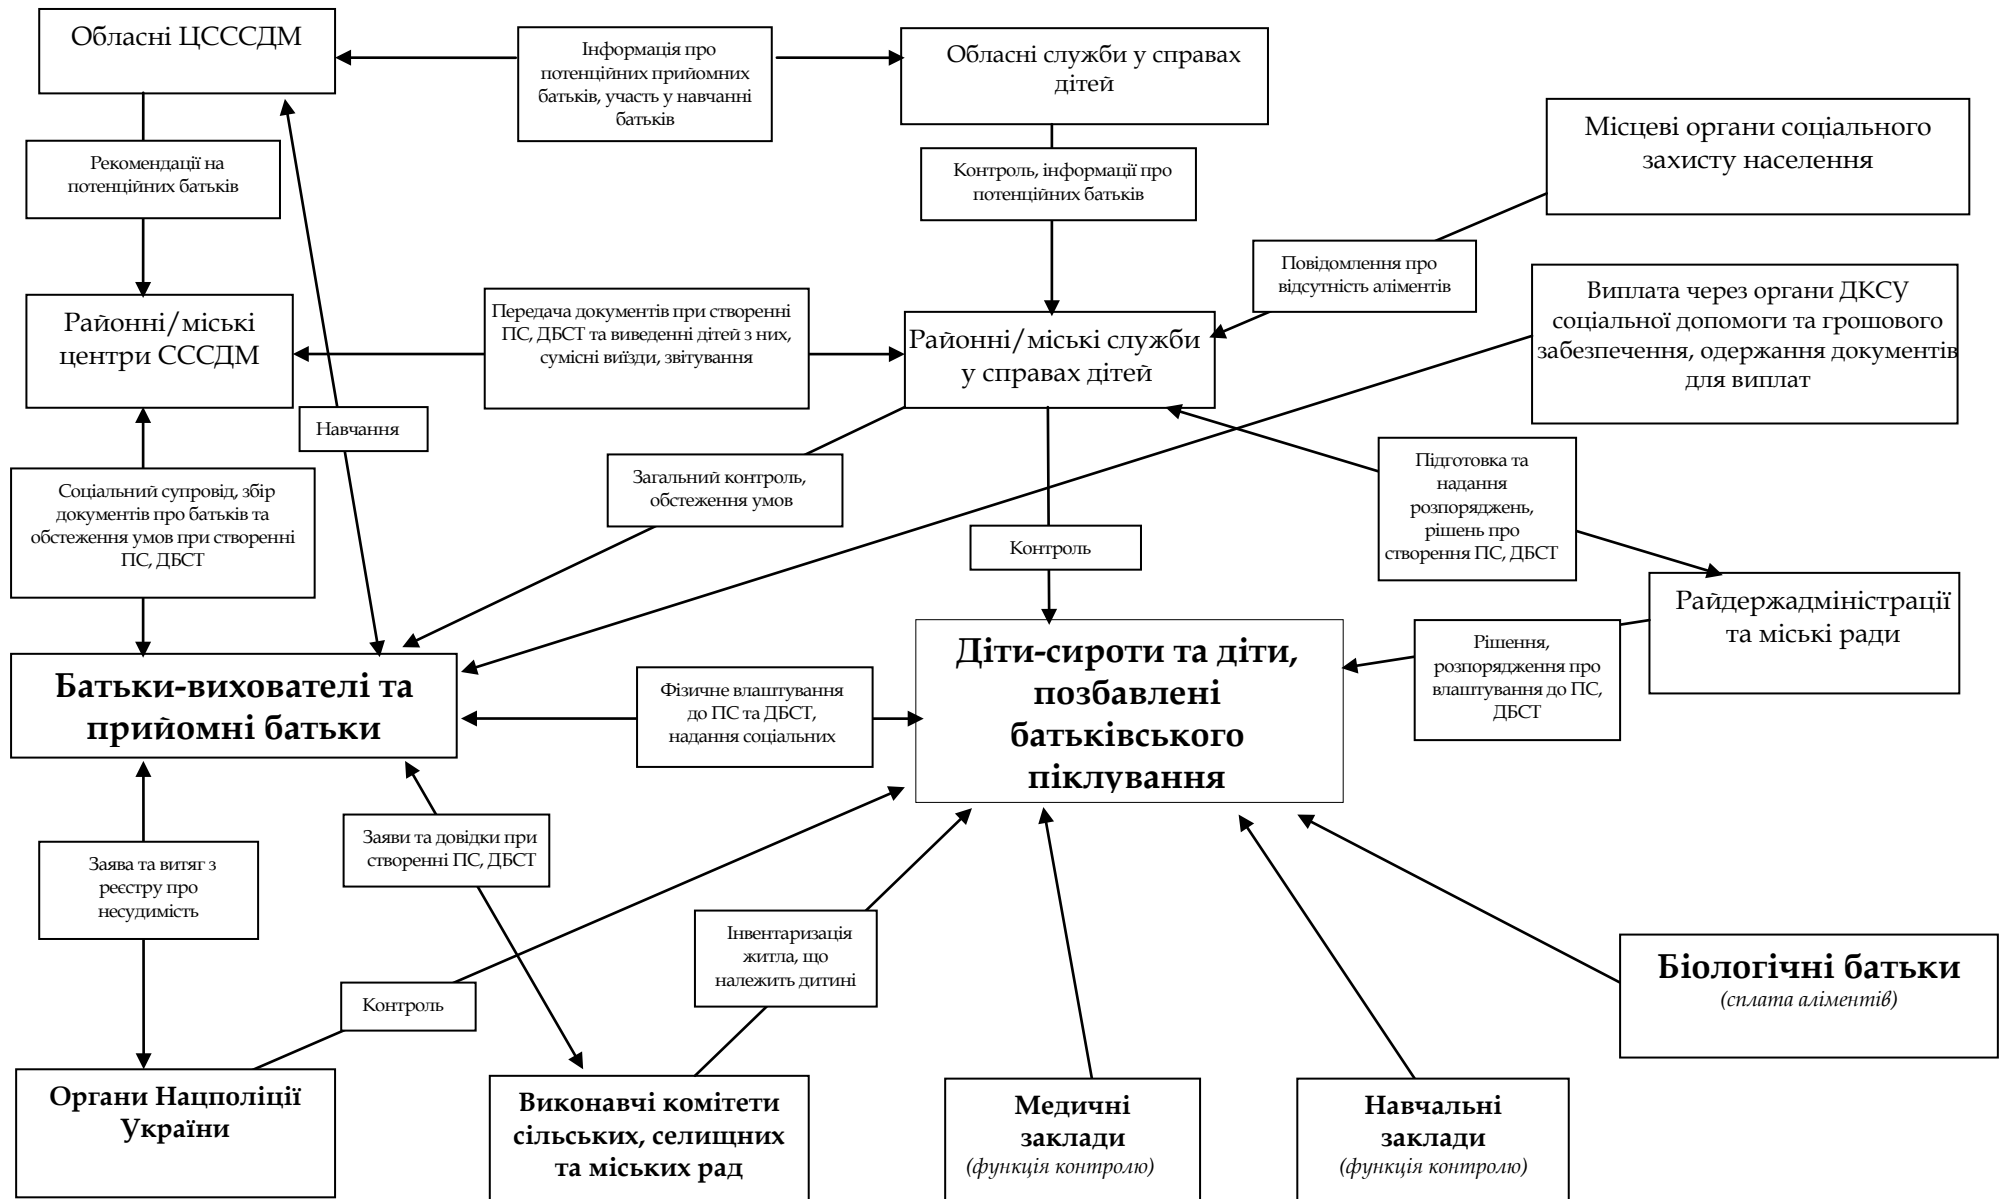 Обласні ЦСССДМ
Інформація про
потенційних прийомних
батьків, участь у навчанні
батьків
Обласні служби у справах
дітей
Місцеві органи соціального
захисту населення
Рекомендації на
потенційних батьків
Контроль, інформації про
потенційних батьків
Повідомлення про
відсутність аліментів
Виплата через органи ДКСУ
соціальної допомоги та грошового
забезпечення, одержання документів
для виплат
Районні/міські
центри СССДМ
Передача документів при створенні
ПС, ДБСТ та виведенні дітей з них,
сумісні виїзди, звітування
Районні/міські служби
у справах дітей
Навчання
Загальний контроль,
обстеження умов
Підготовка та
надання
розпоряджень,
рішень про
створення ПС, ДБСТ
Соціальний супровід, збір
документів про батьків та
обстеження умов при створенні
ПС, ДБСТ
Контроль
Райдержадміністрації
та міські ради
Рішення,
розпорядження про
влаштування до ПС,
ДБСТ
Батьки-вихователі та
прийомні батьки
Фізичне влаштування
до ПС та ДБСТ,
надання соціальних
Діти-сироти та діти,
позбавлені
батьківського
піклування
Заява та витяг з
реєстру про
несудимість
Заяви та довідки при
створенні ПС, ДБСТ
Інвентаризація
житла, що
належить дитині
Контроль
Біологічні батьки
(сплата аліментів)
Органи Нацполіції
України
Виконавчі комітети
сільських, селищних
та міських рад
Медичні
заклади
(функція контролю)
Навчальні
заклади
(функція контролю)